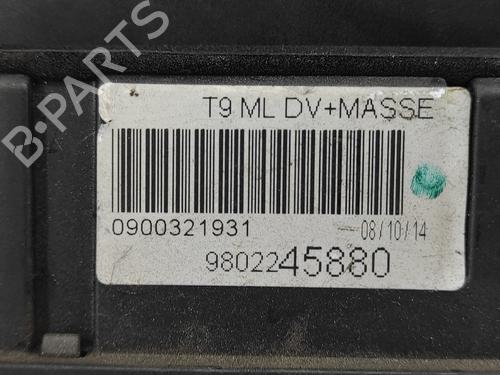 T9 ML DV+MASSE
0900321931
08/10/14
9802245880
B-PARTS